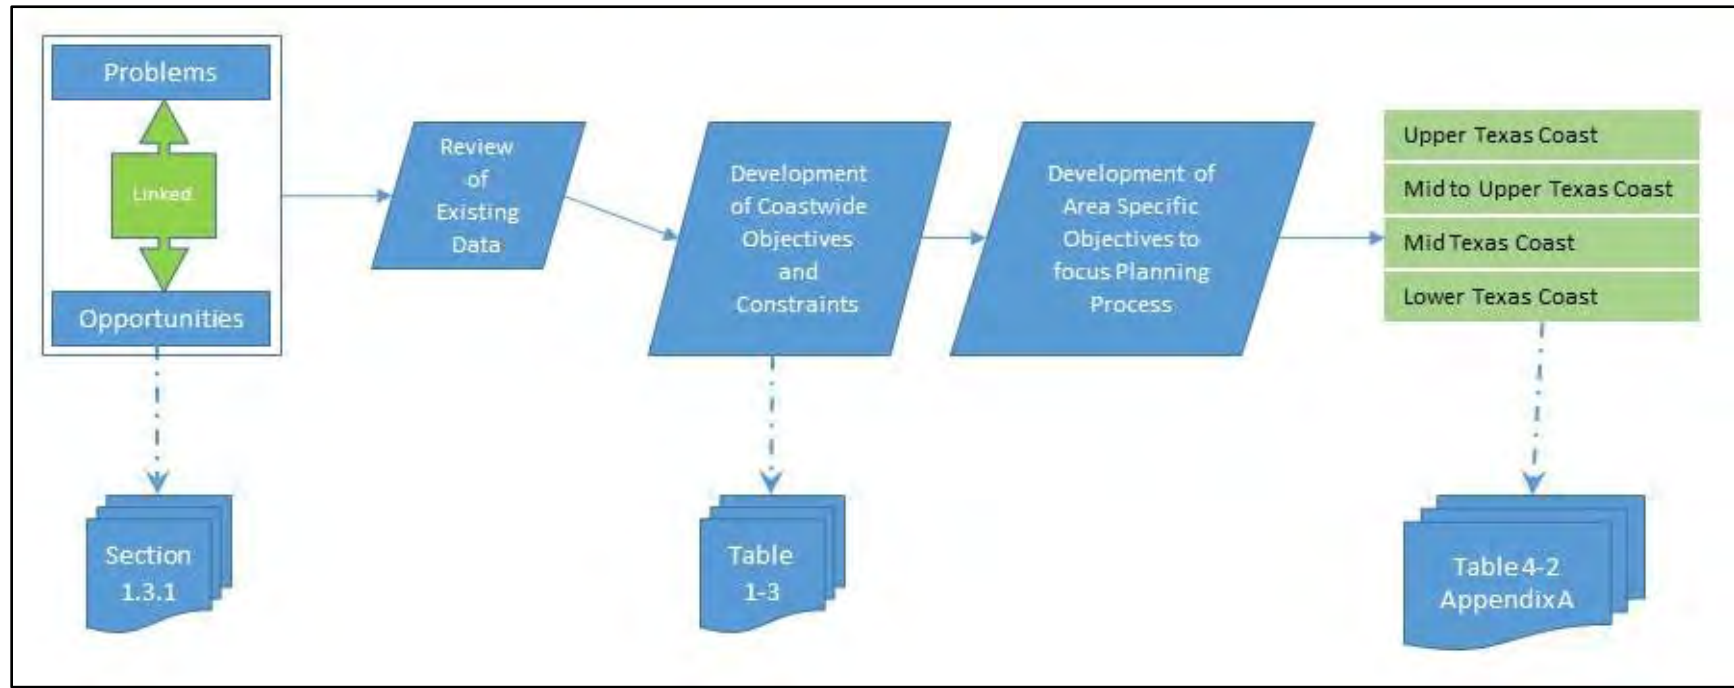 Problems
Linked
Opportunities
Section
1.3.1
Review
of
Existing
Data
Development
of Coastwide
Objectives
and
Constraints
Table
1-3
Development of
Area Specific
Objectives to
focus Planning
Process
Upper Texas Coast
Mid to Upper Texas Coast
Mid Texas Coast
Lower Texas Coast
Table 4-2
Appendix A